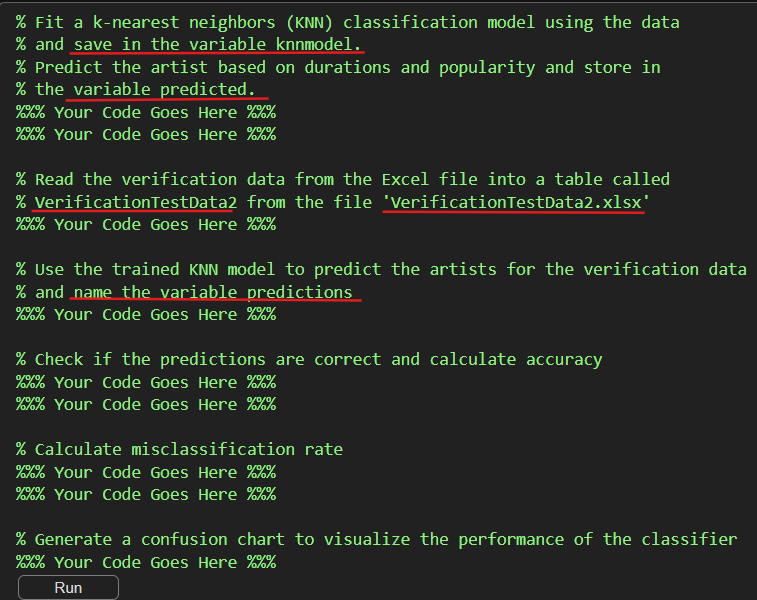 % Fit a k-nearest neighbors (KNN) classification model using the data
% and save in the variable knnmodel.
% Predict the artist based on durations and popularity and store in
% the variable predicted.
%%% Your Code Goes Here %%%
%%% Your Code Goes Here %%%
% Read the verification data from the Excel file into a table called
% VerificationTestData2 from the file 'VerificationTestData2.xlsx'
%%% Your Code Goes Here %%%
% Use the trained KNN model to predict the artists for the verification data
% and name the variable predictions
%%% Your Code Goes Here %%%
% Check if the predictions are correct and calculate accuracy
%%% Your Code Goes Here %%%
%%% Your Code Goes Here %%%
% Calculate misclassification rate
%%% Your Code Goes Here %%%
%%% Your Code Goes Here %%%
% Generate a confusion chart to visualize the performance of the classifier
%%% Your Code Goes Here %%%
Run